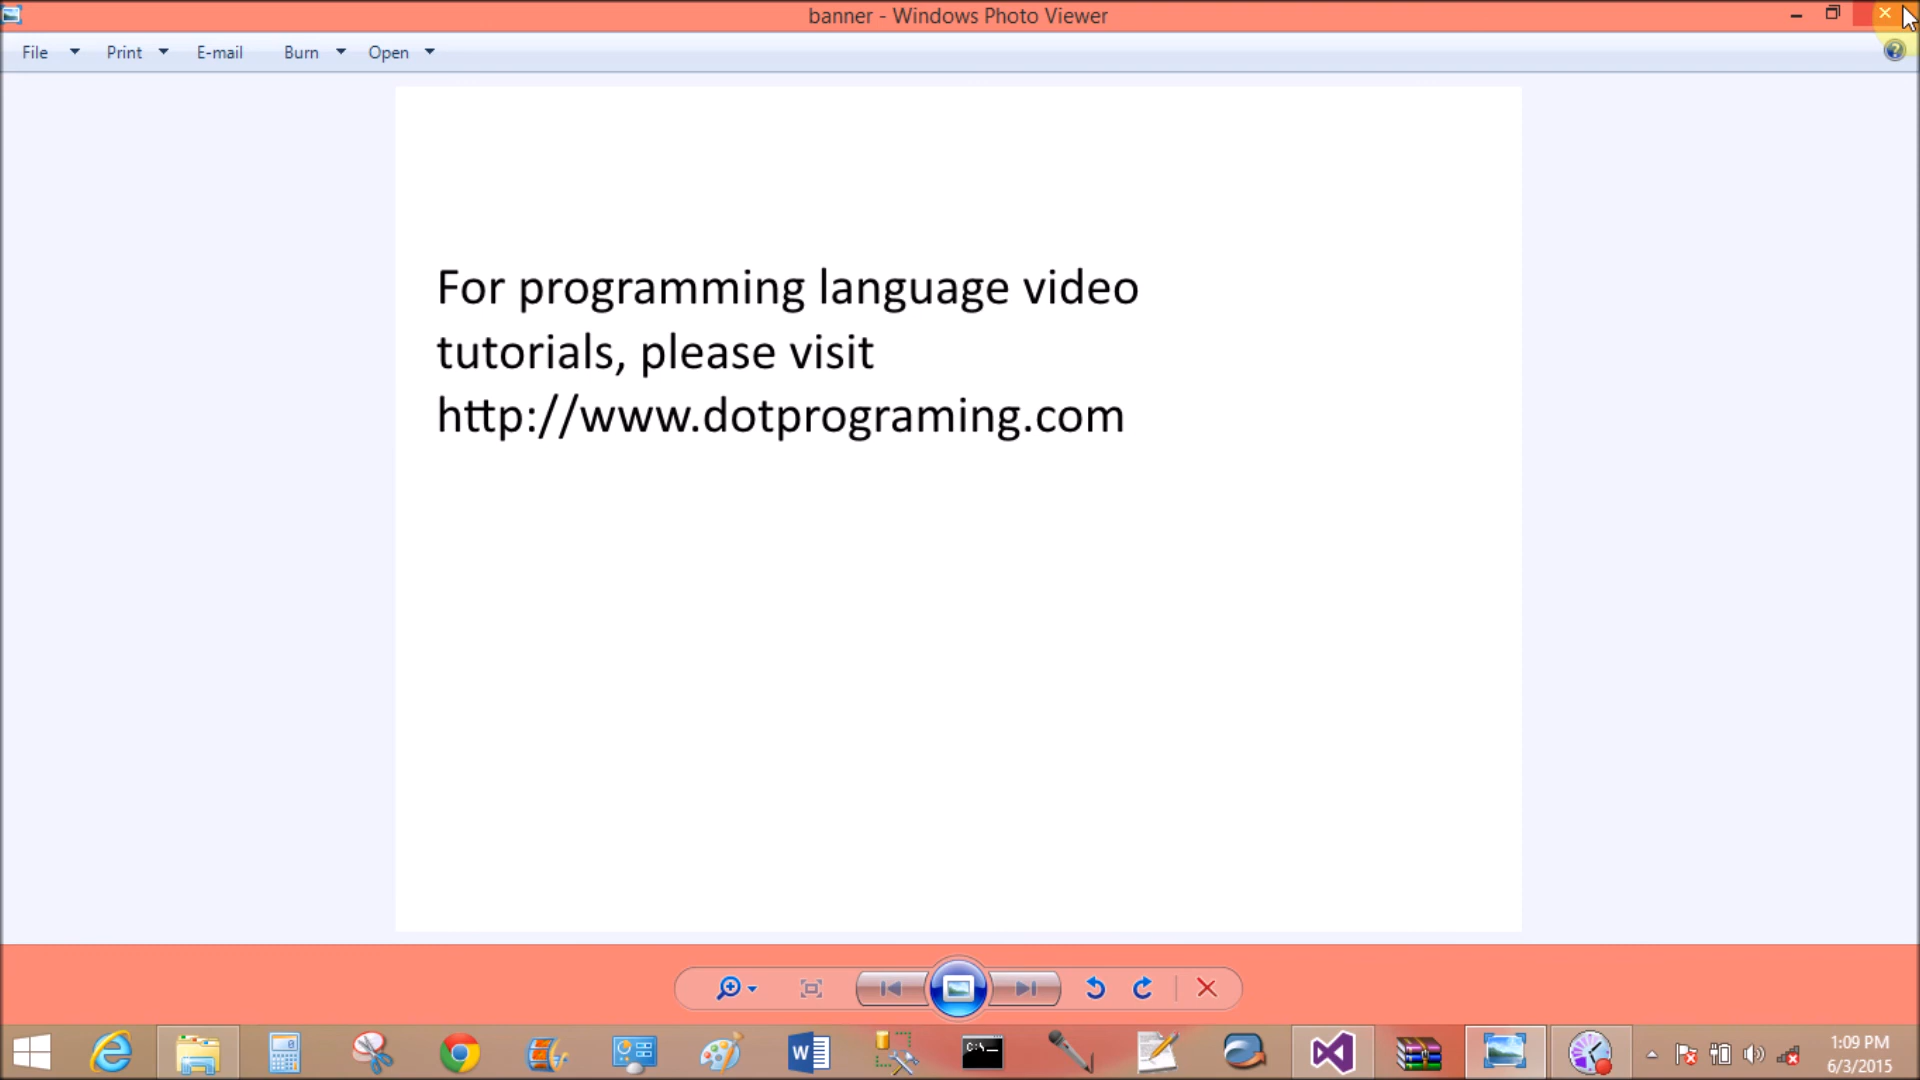 banner - Windows Photo Viewer
File Print E-mail Burn Open
For programming language video
tutorials, please visit
http://www.dotprograming.com
1:09 PM
6/3/2015